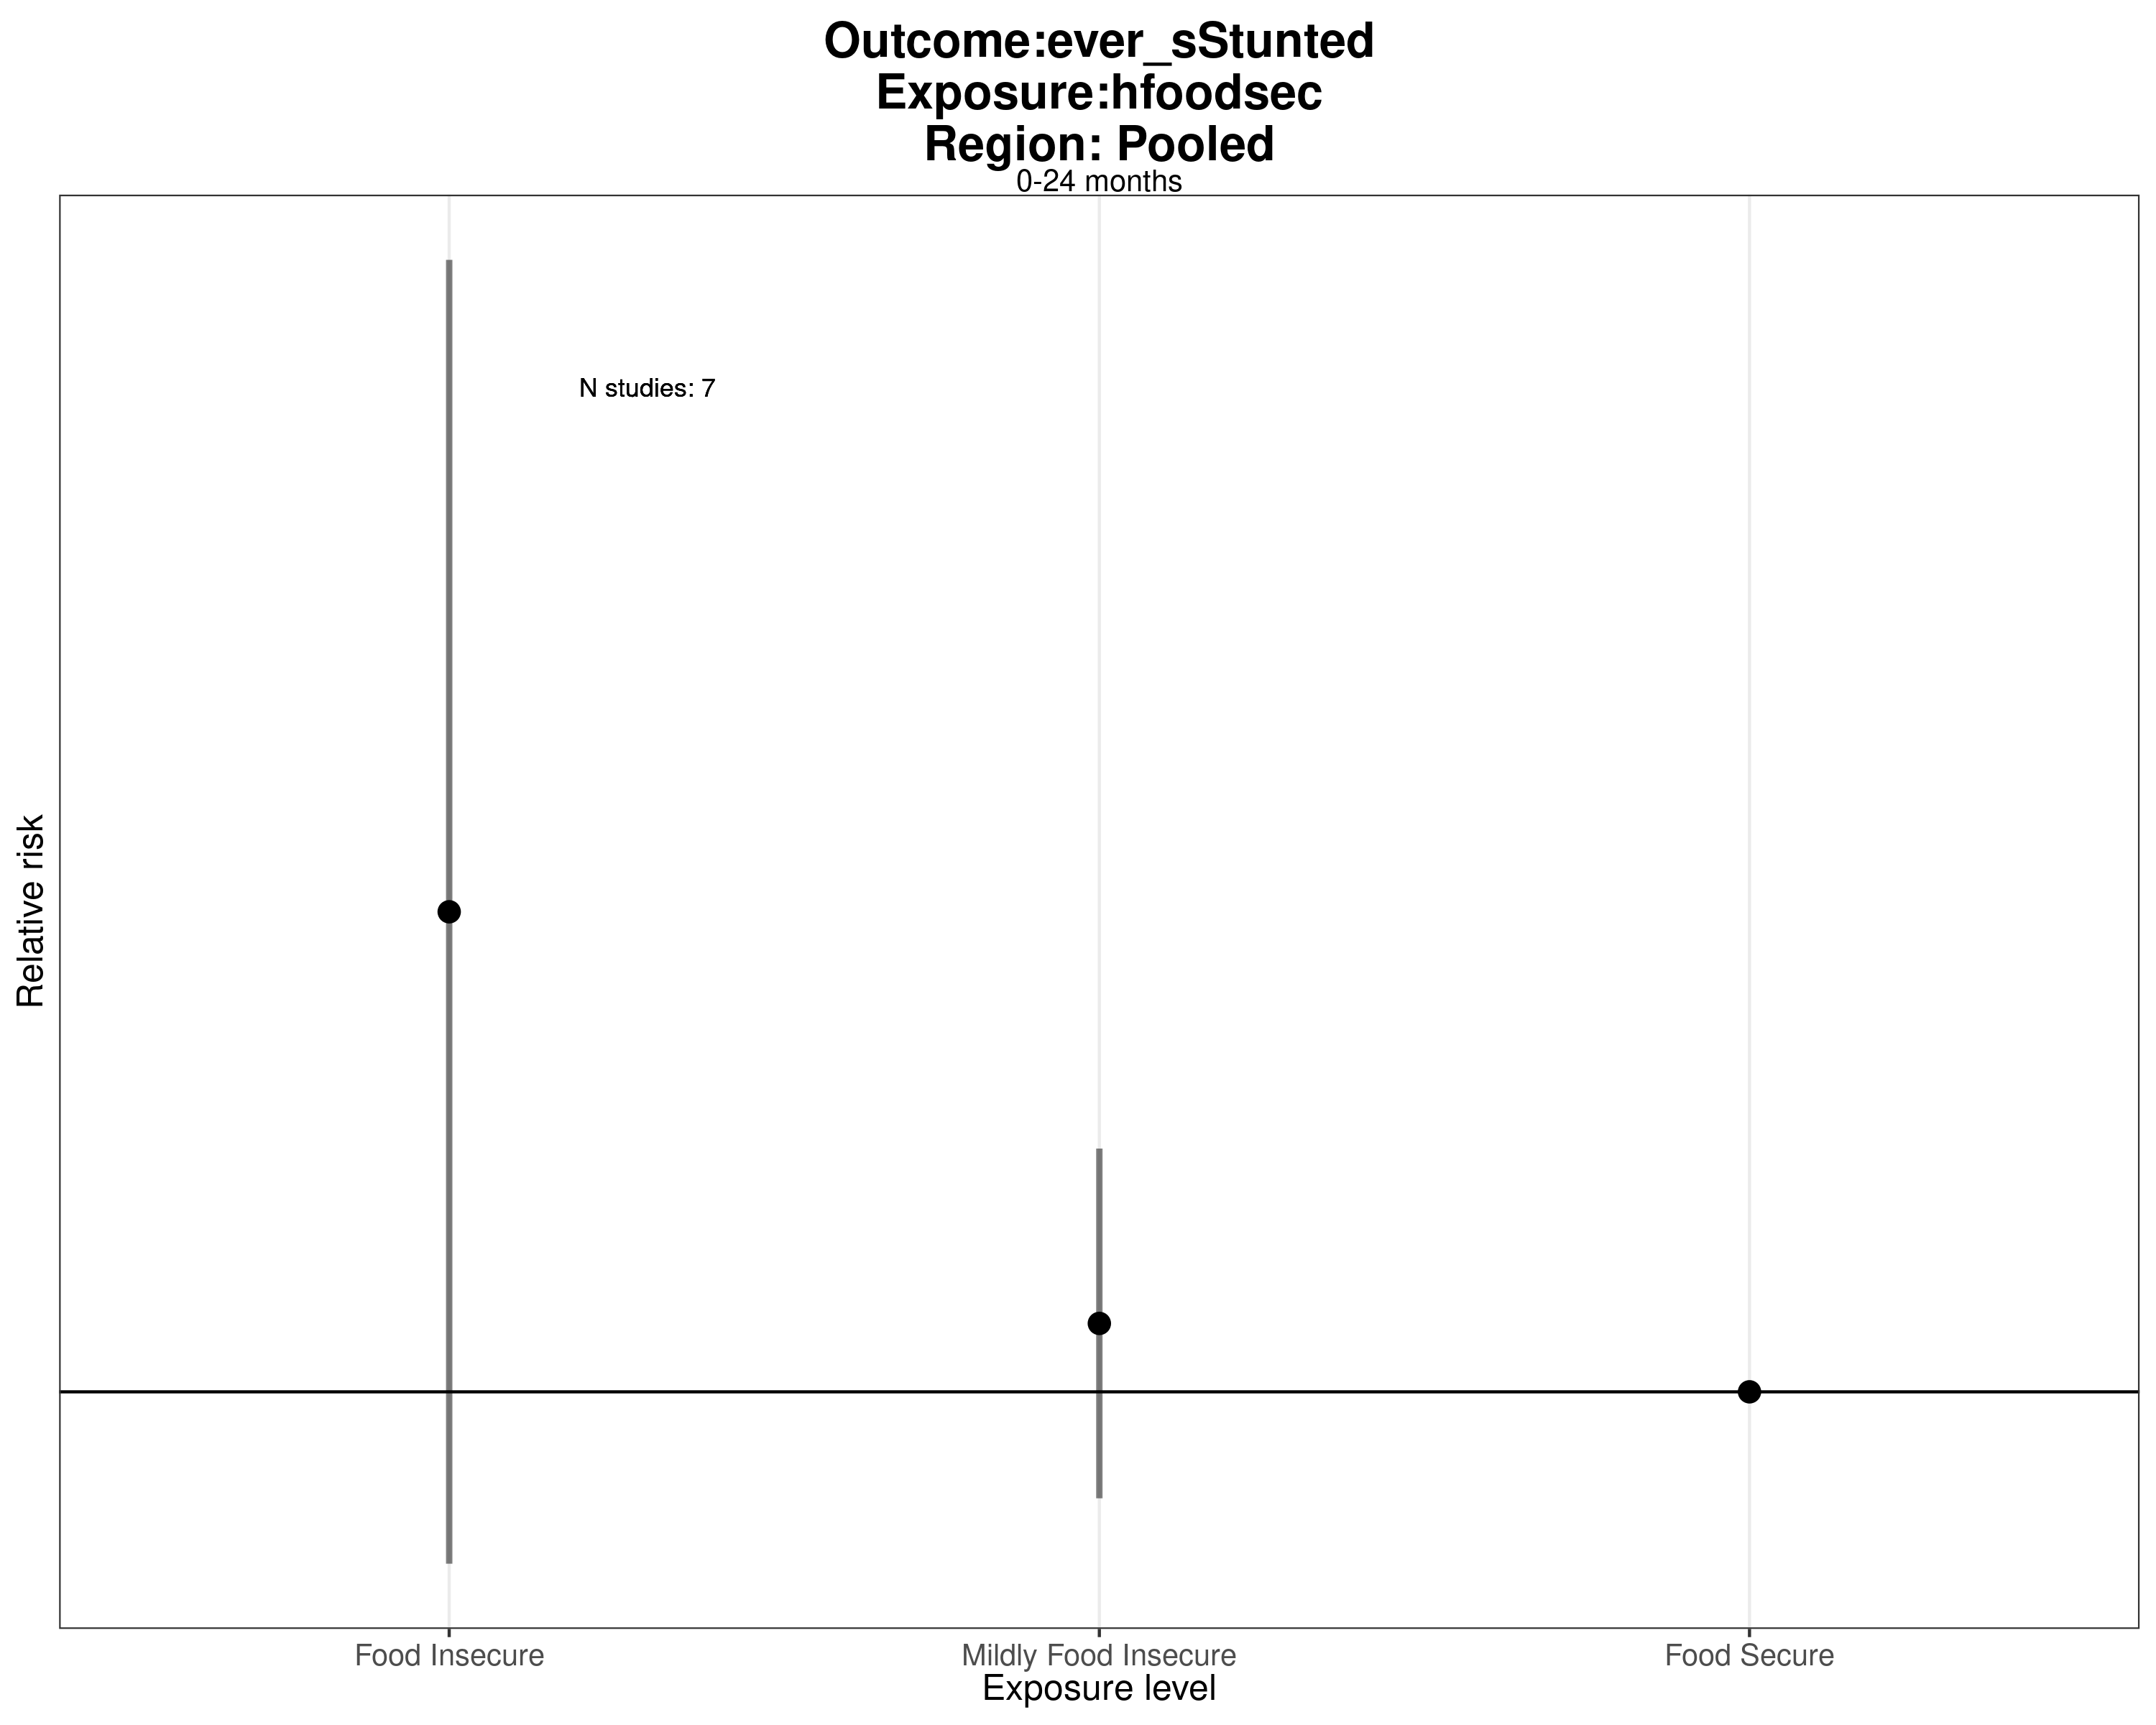 Outcome:ever_sStunted
Exposure:hfoodsec
Region: Pooled
0-24 months
N studies: 7
Relative risk
Food Insecure
Mildly Food Insecure
Food Secure
Exposure level